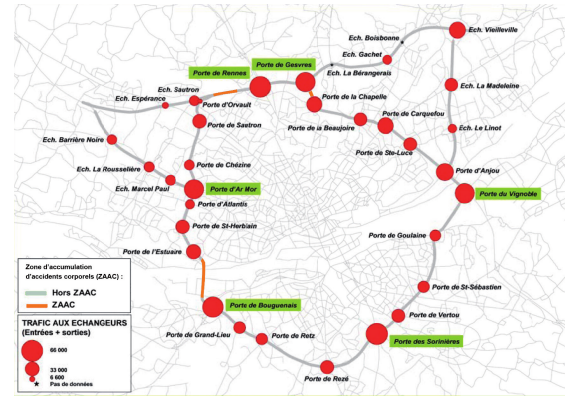 Ech. Vieilleville
Ech. Boisbonne
Porte de Gesvres
Ech. Gachet
Porte de Rennes
Ech. La Bérangerais
Ech. La Madeleine
Ech. Sautron
Ech. Espérance
Porte d'Orvault
Porte de la Chapelle
Porte de Carquefou
Porte de Sautron
Porte de la Beaujoire
Ech. Le Linot
Ech. Barrière Noire
Porte de Ste-Luce
Porte de Chézine
Ech. La Rousselière
Porte d'Anjou
Ech. Marcel Paul
Porte d'Ar Mor
Porte du Vignoble
Porte d'Atlantis
Porte de St-Herblain
Porte de Goulaine
Porte de l'Estuaire
Zone d'accumulation
d'accidents corporels (ZAAC) :
Hors ZAAC
ZAAC
Porte de St-Sébastien
Porte de Bouguenais
Porte de Vertou
Porte de Grand-Lieu
Porte de Retz
Porte des Sorinières
Porte de Rezé
TRAFIC AUX ECHANGEURS
(Entrées + sorties)
66 000
33 000
6 600
Pas de données